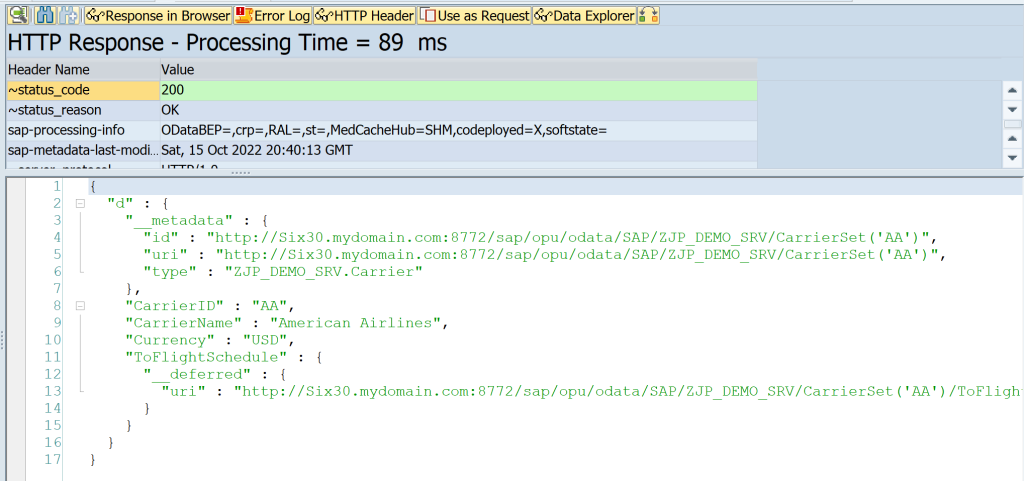 Response in Browser Error Log HTTP Header Use as Request Data Explorer
HTTP Response - Processing Time = 89 ms
Header Name Value
~status_code 200
~status_reason OK
sap-processing-info ODataBEP=,crp=,RAL=,st=,MedCacheHub=SHM,codeployed=X,softstate=
sap-metadata-last-modi... Sat, 15 Oct 2022 20:40:13 GMT
~server_protocol HTTP/1.0
1 {
2 "d" : {
3 "__metadata" : {
4 "id" : "http://Six30.mydomain.com:8772/sap/opu/odata/SAP/ZJP_DEMO_SRV/CarrierSet('AA')",
5 "uri" : "http://Six30.mydomain.com:8772/sap/opu/odata/SAP/ZJP_DEMO_SRV/CarrierSet('AA')",
6 "type" : "ZJP_DEMO_SRV.Carrier"
7 },
8 "CarrierID" : "AA",
9 "CarrierName" : "American Airlines",
10 "Currency" : "USD",
11 "ToFlightSchedule" : {
12 "__deferred" : {
13 "uri" : "http://Six30.mydomain.com:8772/sap/opu/odata/SAP/ZJP_DEMO_SRV/CarrierSet('AA')/ToFligh
14 }
15 }
16 }
17 }